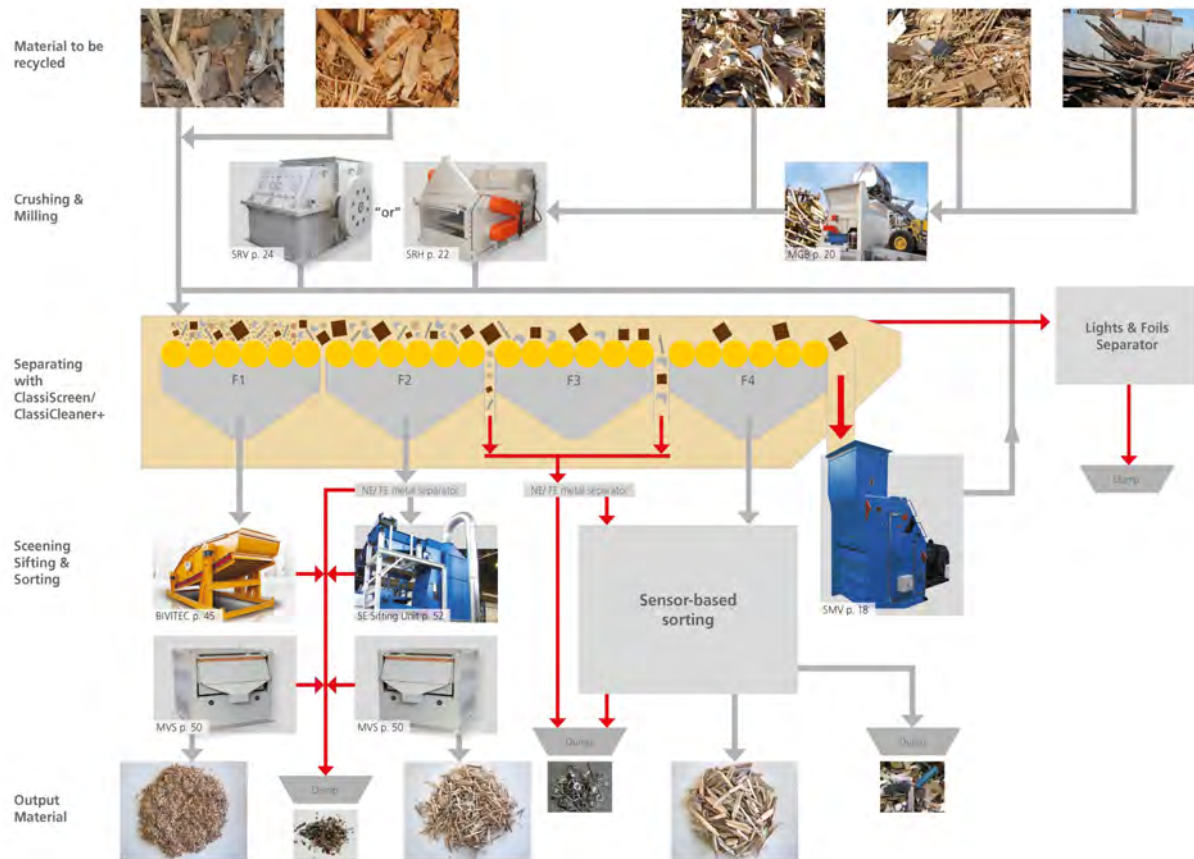 Material to be
recycled
Crushing &
Milling
SRV p. 24
"or"
SRH p. 22
MGB p. 20
Separating
with
ClassiScreen/
ClassiCleaner+
F1
F2
F3
F4
Lights & Foils
Separator
Dump
NE/ FE metal separator
NE/ FE metal separator
Sceening
Sifting &
Sorting
BIVITEC p. 45
SE Sifting Unit p. 52
Sensor-based
sorting
SMV p. 18
MVS p. 50
MVS p. 50
Dump
Dump
Dump
Output
Material